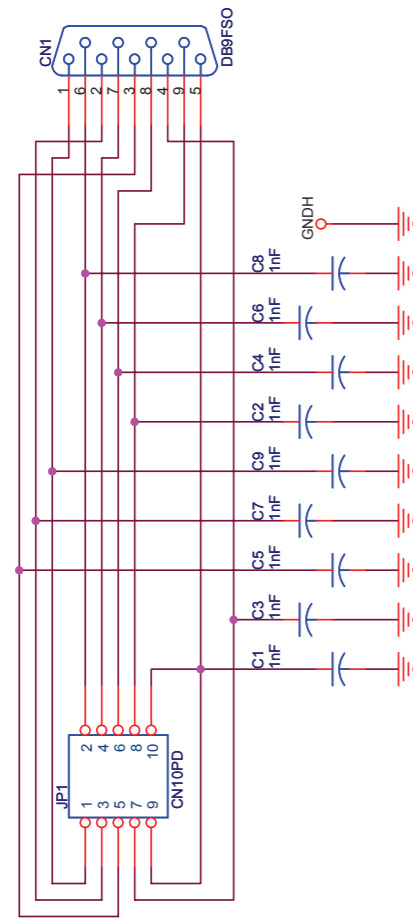 CN1
DB9FSO
1
6
2
7
3
8
4
9
5
GNDH
C8
1nF
C6
1nF
C4
1nF
C2
1nF
C9
1nF
C7
1nF
C5
1nF
C3
1nF
C1
1nF
JP1
CN10PD
2
4
6
8
10
1
3
5
7
9